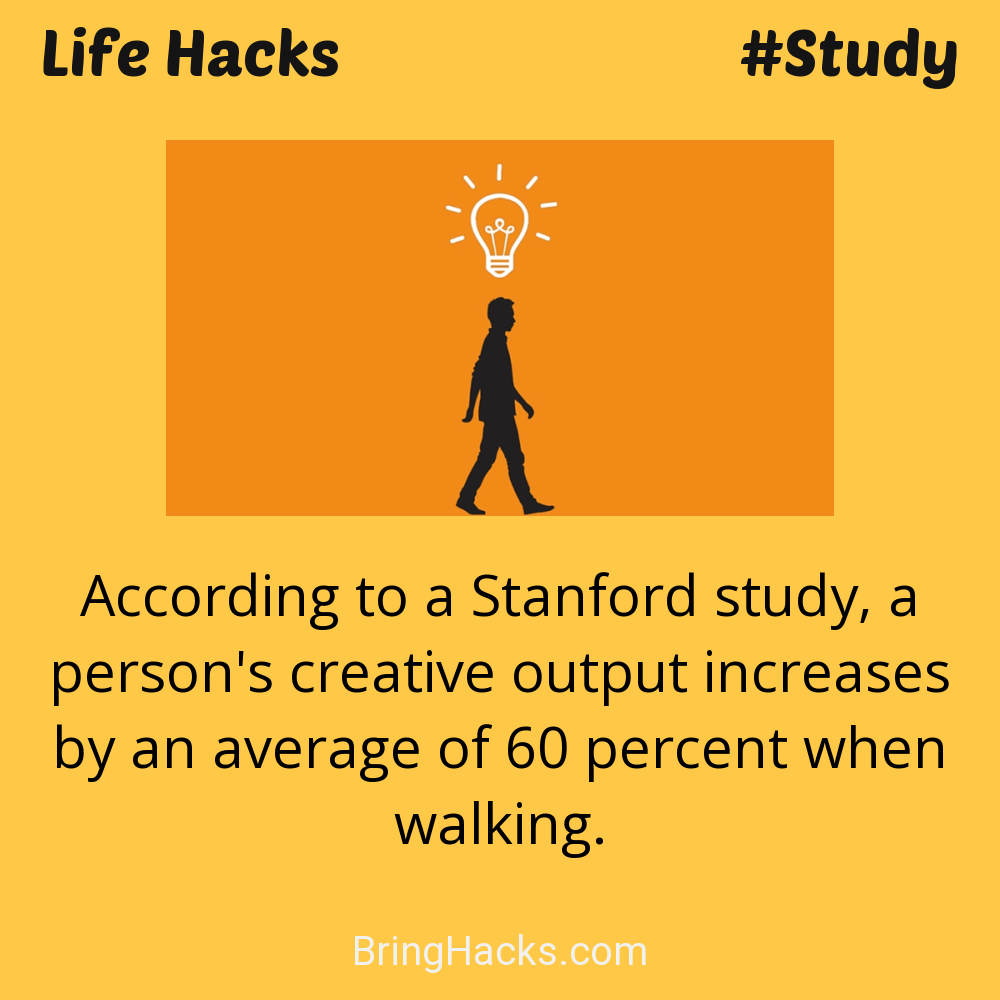 Life Hacks
#Study
According to a Stanford study, a
person's creative output increases
by an average of 60 percent when
walking.
BringHacks.com